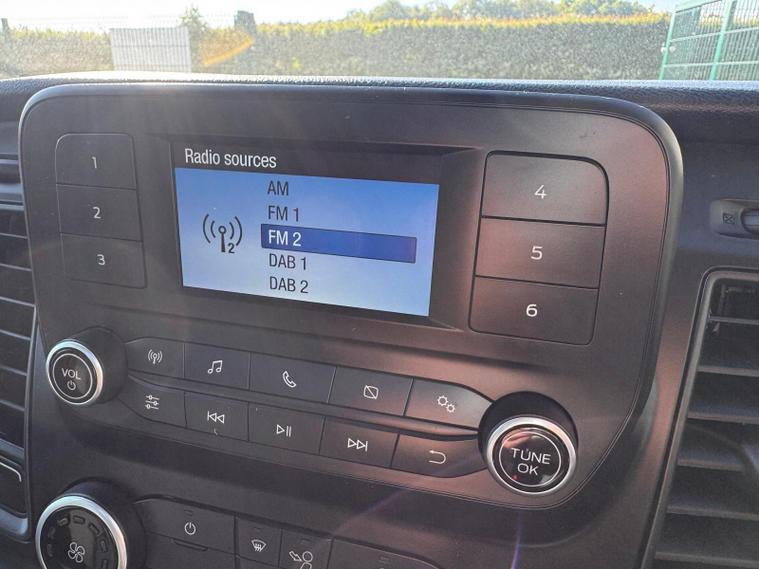 Radio sources
AM
FM 1
2
FM 2
DAB 1
DAB 2
1
2
3
4
5
6
VOL
TUNE
OK